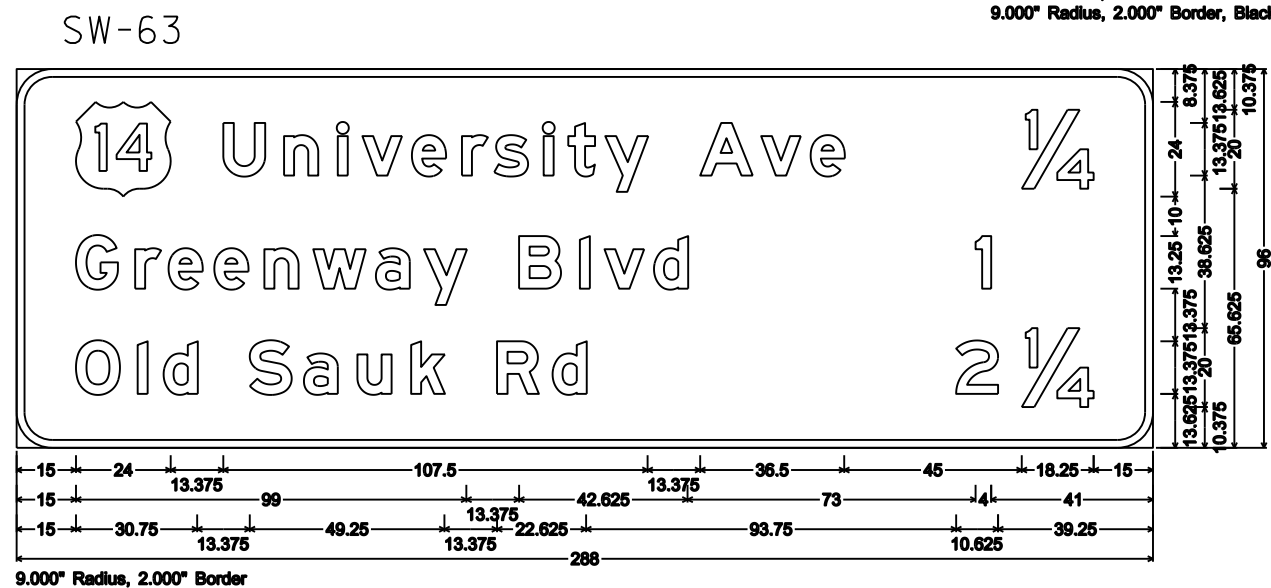 9.000" Radius, 2.000" Border, Blac
SW-63
14 University Ave 1/4
Greenway Blvd 1
Old Sauk Rd 2 1/4
8.375 24 10 13.25 13.375 13.375 13.625
13.375 38.625 20 10.375
13.625 20 65.625
10.375
96
15 24 13.375 107.5 13.375 36.5 45 18.25 15
15 99 13.375 42.625 73 4 41
15 30.75 13.375 49.25 13.375 22.625 93.75 10.625 39.25
288
9.000" Radius, 2.000" Border